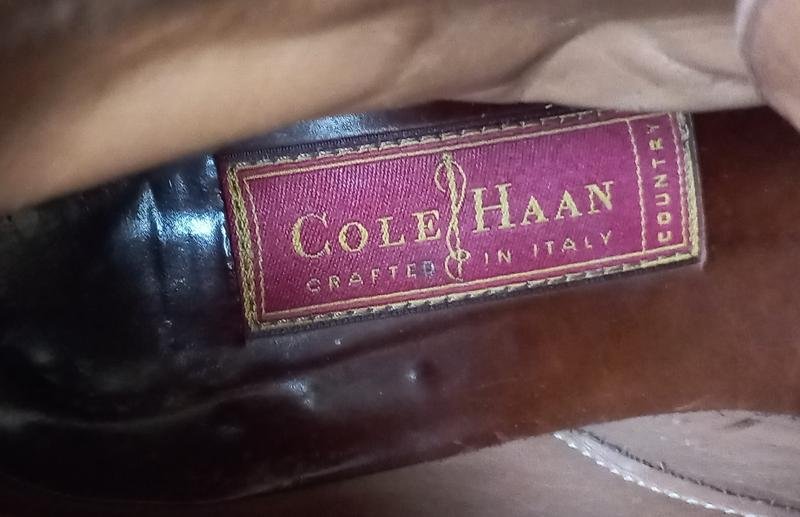 COLE HAAN
CRAFTED IN ITALY
COUNTRY